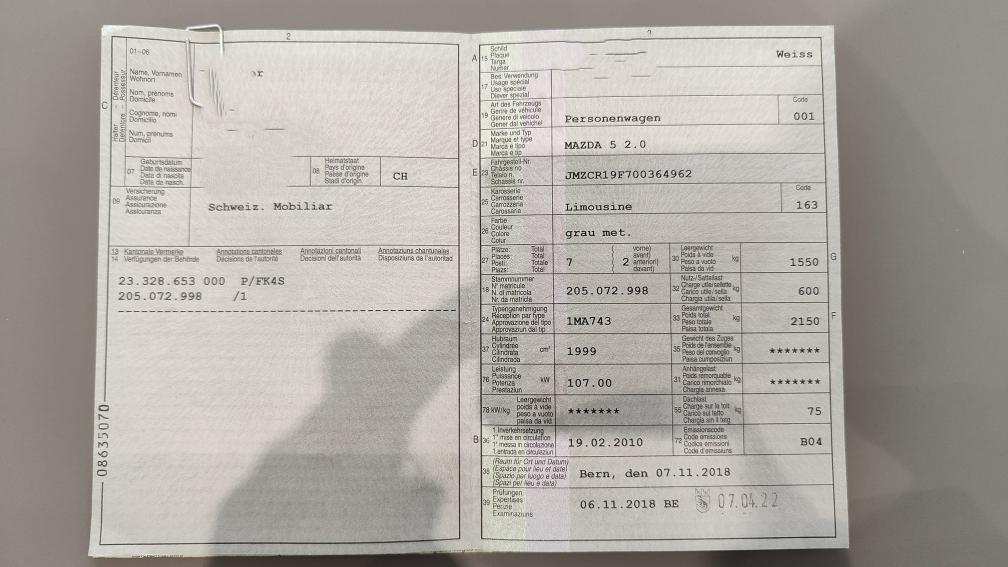 2
C
Halter – Détenteur
Detentore – Possessur
01–06
Name, Vornamen
Wohnort
Nom, prénoms
Domicile
Cognome, nomi
Domicilio
Num, prenums
Domicil
ar
07
Geburtsdatum
Date de naissance
Data di nascita
Data da nasch.
08
Heimatstaat
Pays d'origine
Paese d'origine
Stadi d'origin.
CH
09
Versicherung
Assurance
Assicurazione
Assicuranza
Schweiz. Mobiliar
13 Kantonale Vermerke Annotations cantonales Annotazioni cantonali Annotaziuns chantunalas
14 Verfügungen der Behörde Décisions de l'autorité Decisioni dell'autorità Disposiziuns da l'autoritad
23.328.653 000 P/FK4S
205.072.998 /1
08635070
3
A 15
Schild
Plaque
Targa
Numer
Weiss
17
Bes. Verwendung
Usage spécial
Uso speciale
Diever spezial
19
Art des Fahrzeugs
Genre de véhicule
Genere di veicolo
Gener dal vehichel
Personenwagen
Code
001
D 21
Marke und Typ
Marque et type
Marca e tipo
Marca e tip
MAZDA 5 2.0
E 23
Fahrgestell-Nr.
Châssis no
Telaio n.
Schassis nr.
JMZCR19F700364962
25
Karosserie
Carrosserie
Carrozzeria
Carossaria
Limousine
Code
163
26
Farbe
Couleur
Colore
Colur
grau met.
27
Plätze: Total
Places: Total
Posti: Totale
Plazs: Total
7
2
vorne)
avant)
anteriori)
davant)
30
Leergewicht
Poids à vide
Peso a vuoto
Paisa da vid
kg
1550
G
18
Stammnummer
N° matricule
N. di matricola
Nr. da matricla
205.072.998
32
Nutz-/Sattellast
Charge utile/sellette
Carico utile/sella
Chargia utila/sella
kg
600
24
Typengenehmigung
Réception par type
Approvazione del tipo
Approvaziun dal tip
1MA743
33
Gesamtgewicht
Poids total
Peso totale
Paisa totala
kg
2150
F
37
Hubraum
Cylindrée
Cilindrata
Cilindrada
cm³
1999
35
Gewicht des Zuges
Poids de l'ensemble
Peso del convoglio
Paisa cumposiziun
kg
*******
76
Leistung
Puissance
Potenza
Prestaziun
kW
107.00
31
Anhängelast
Poids remorquable
Carico rimorchiato
Chargia annexa
kg
*******
78 kW/kg
Leergewicht
poids à vide
peso a vuoto
paisa da vid
*******
55
Dachlast
Charge sur le toit
Carico sul tetto
Chargia sin il tetg
kg
75
B 36
1. Inverkehrsetzung
1re mise en circulation
1a messa in circolazione
1. entrada en circulaziun
19.02.2010
72
Emissionscode
Code émissions
Codice emissioni
Code d'emissiuns
B04
38
(Raum für Ort und Datum)
(Espace pour lieu et date)
(Spazio per luogo e data)
(Spazi per lieu e data)
Bern, den 07.11.2018
39
Prüfungen
Expertises
Perizie
Examinaziuns
06.11.2018 BE
07.04.22